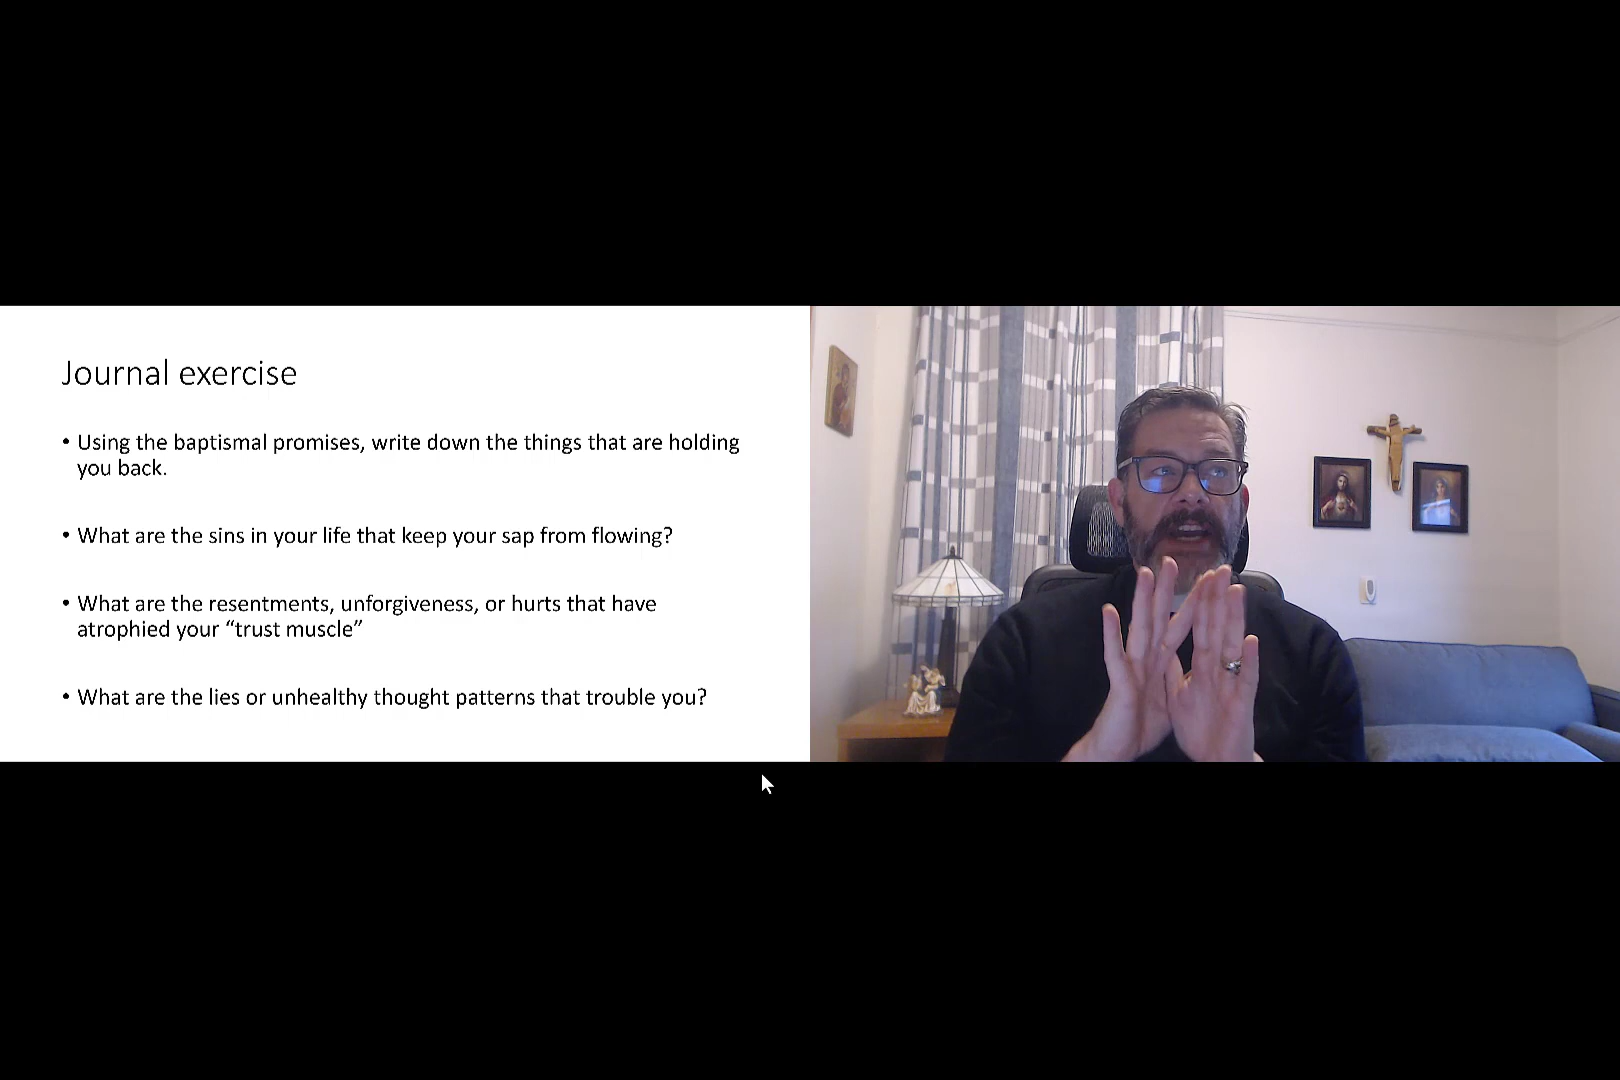 Journal exercise
• Using the baptismal promises, write down the things that are holding
you back.
• What are the sins in your life that keep your sap from flowing?
• What are the resentments, unforgiveness, or hurts that have
atrophied your “trust muscle”
• What are the lies or unhealthy thought patterns that trouble you?